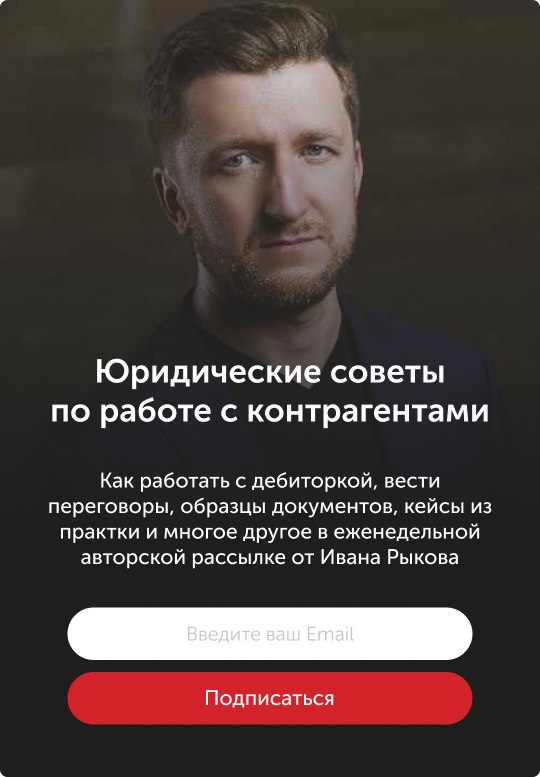 Юридические советы
по работе с контрагентами
Как работать с дебиторкой, вести
переговоры, образцы документов, кейсы из
практки и многое другое в еженедельной
авторской рассылке от Ивана Рыкова
Введите ваш Email
Подписаться